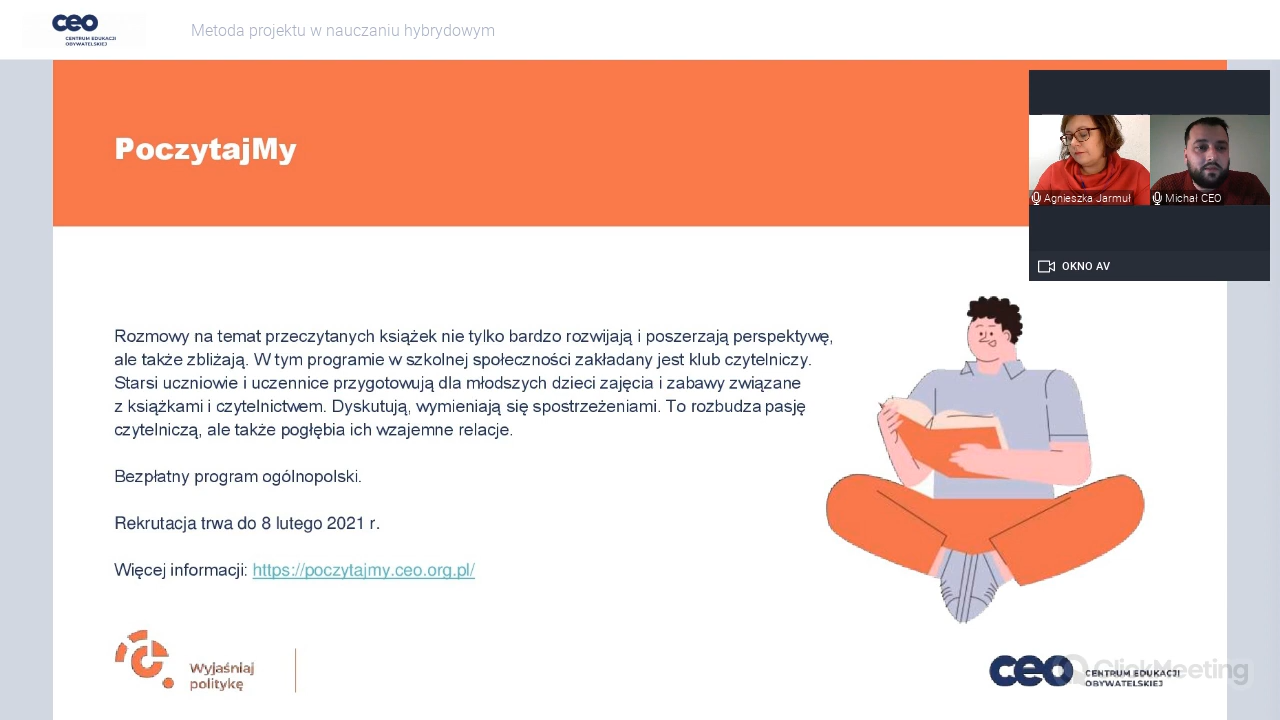 ceo
CENTRUM EDUKACJI
OBYWATELSKIEJ
Metoda projektu w nauczaniu hybrydowym
PoczytajMy
Agnieszka Jarmuł
Michał CEO
OKNO AV
Rozmowy na temat przeczytanych książek nie tylko bardzo rozwijają i poszerzają perspektywę,
ale także zbliżają. W tym programie w szkolnej społeczności zakładany jest klub czytelniczy.
Starsi uczniowie i uczennice przygotowują dla młodszych dzieci zajęcia i zabawy związane
z książkami i czytelnictwem. Dyskutują, wymieniają się spostrzeżeniami. To rozbudza pasję
czytelniczą, ale także pogłębia ich wzajemne relacje.
Bezpłatny program ogólnopolski.
Rekrutacja trwa do 8 lutego 2021 r.
Więcej informacji: https://poczytajmy.ceo.org.pl/
Wyjaśniaj
politykę
ceo
CENTRUM EDUKACJI
OBYWATELSKIEJ
ClickMeeting